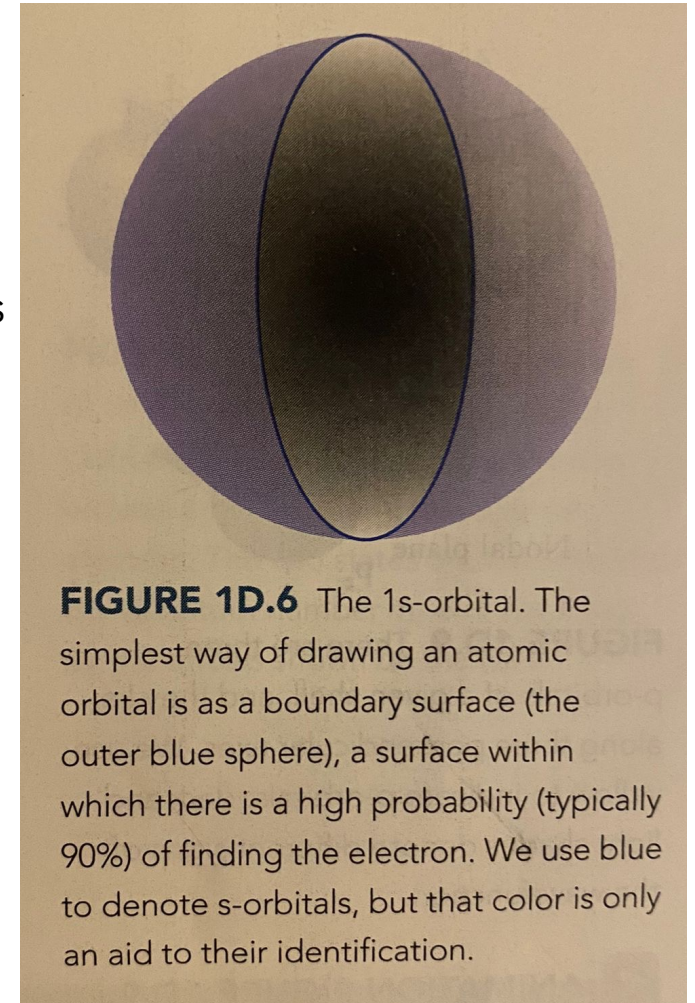 s
FIGURE 1D.6 The 1s-orbital. The
simplest way of drawing an atomic
orbital is as a boundary surface (the
outer blue sphere), a surface within
which there is a high probability (typically
90%) of finding the electron. We use blue
to denote s-orbitals, but that color is only
an aid to their identification.